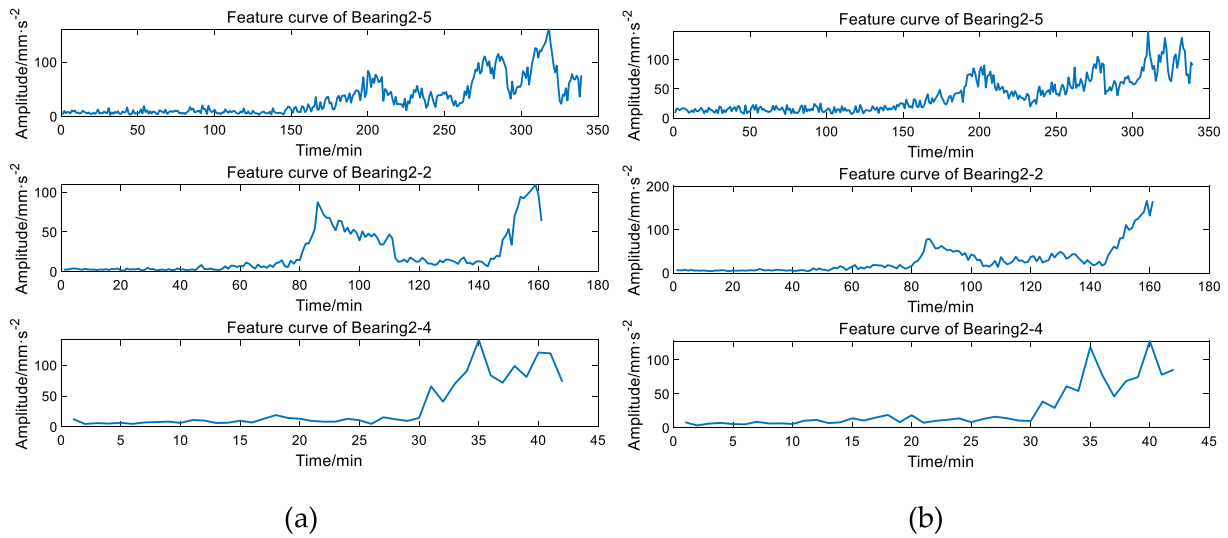 Feature curve of Bearing2-5
Amplitude/mm·s-2
100
50
0
0 50 100 150 200 250 300 350
Time/min
Feature curve of Bearing2-2
Amplitude/mm·s-2
100
50
0
0 20 40 60 80 100 120 140 160 180
Time/min
Feature curve of Bearing2-4
Amplitude/mm·s-2
100
50
0
0 5 10 15 20 25 30 35 40 45
Time/min
(a)
Feature curve of Bearing2-5
Amplitude/mm·s-2
100
50
0
0 50 100 150 200 250 300 350
Time/min
Feature curve of Bearing2-2
Amplitude/mm·s-2
200
100
0
0 20 40 60 80 100 120 140 160 180
Time/min
Feature curve of Bearing2-4
Amplitude/mm·s-2
100
50
0
0 5 10 15 20 25 30 35 40 45
Time/min
(b)